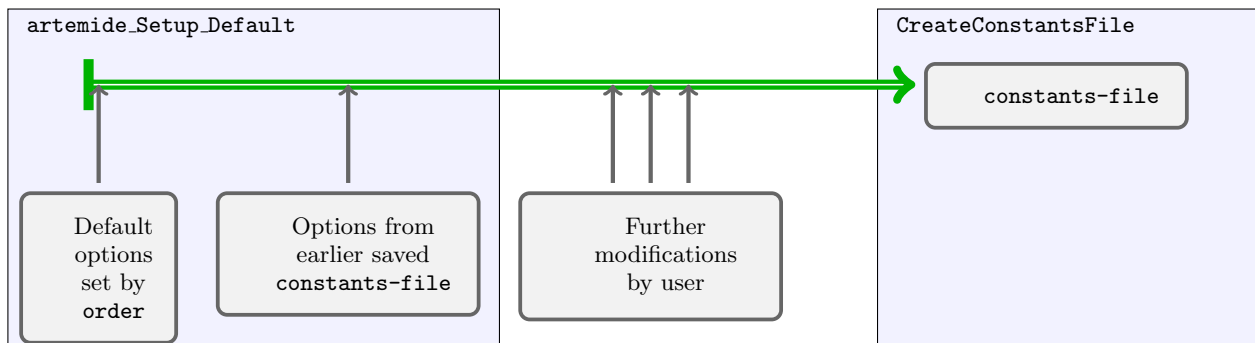 artemide_Setup_Default
CreateConstantsFile
constants-file
Default
options
set by
order
Options from
earlier saved
constants-file
Further
modifications
by user